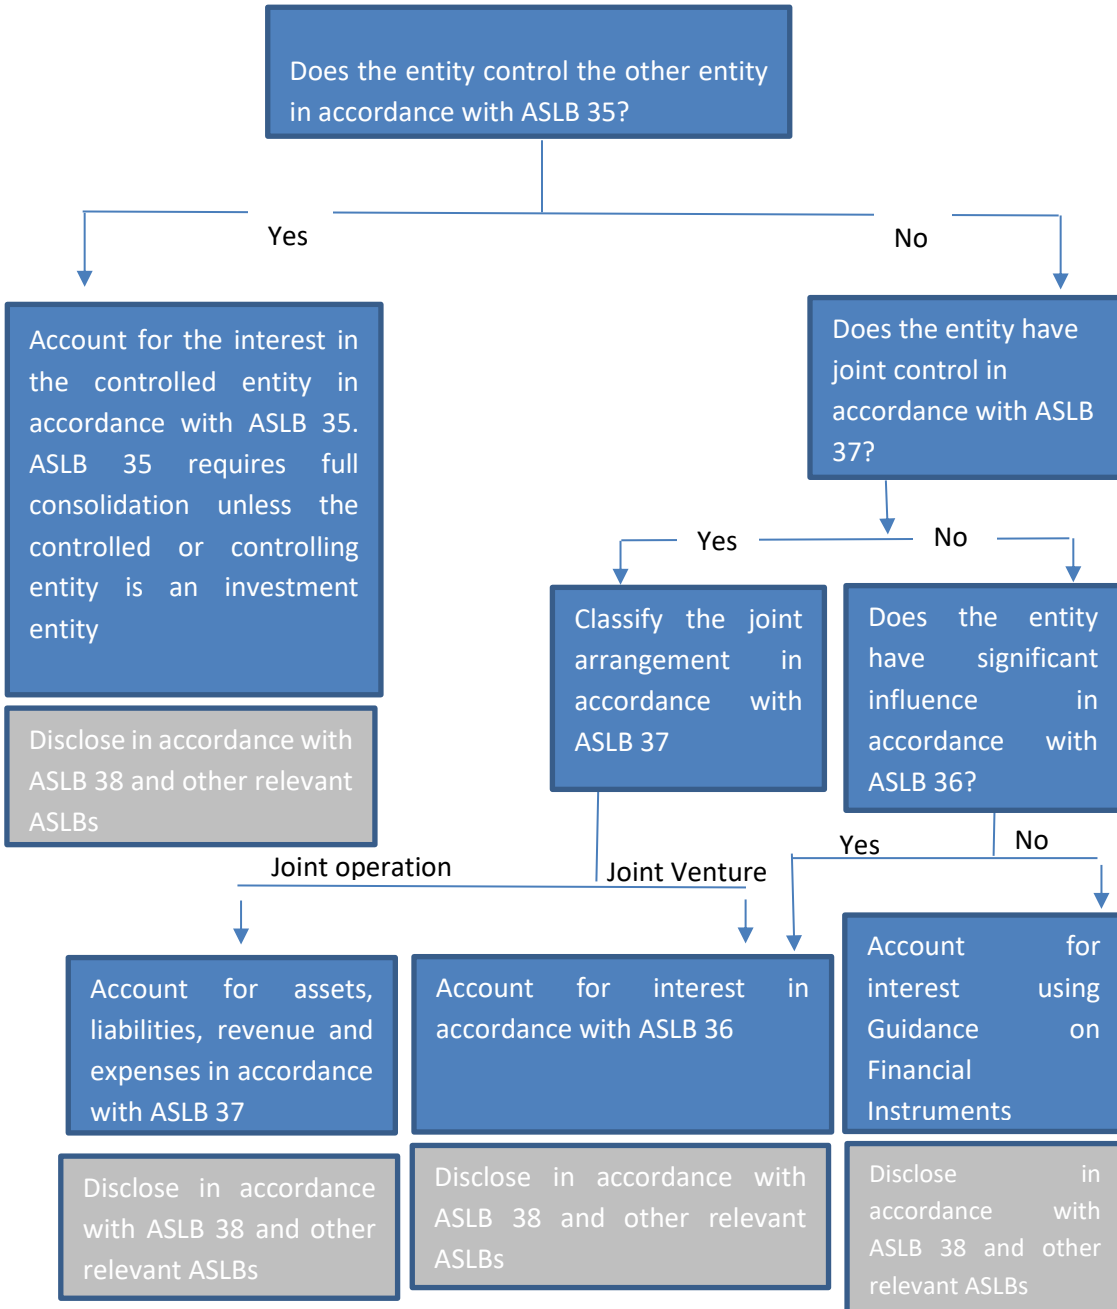 Does the entity control the other entity
in accordance with ASLB 35?
Yes
No
Account for the interest in
the controlled entity in
accordance with ASLB 35.
ASLB 35 requires full
consolidation unless the
controlled or controlling
entity is an investment
entity
Disclose in accordance with
ASLB 38 and other relevant
ASLBs
Does the entity have
joint control in
accordance with ASLB
37?
Yes
No
Classify the joint
arrangement in
accordance with
ASLB 37
Does the entity
have significant
influence in
accordance with
ASLB 36?
Joint operation
Joint Venture
Yes
No
Account for assets,
liabilities, revenue and
expenses in accordance
with ASLB 37
Disclose in accordance
with ASLB 38 and other
relevant ASLBs
Account for interest in
accordance with ASLB 36
Disclose in accordance with
ASLB 38 and other relevant
ASLBs
Account for
interest using
Guidance on
Financial
Instruments
Disclose in
accordance with
ASLB 38 and other
relevant ASLBs